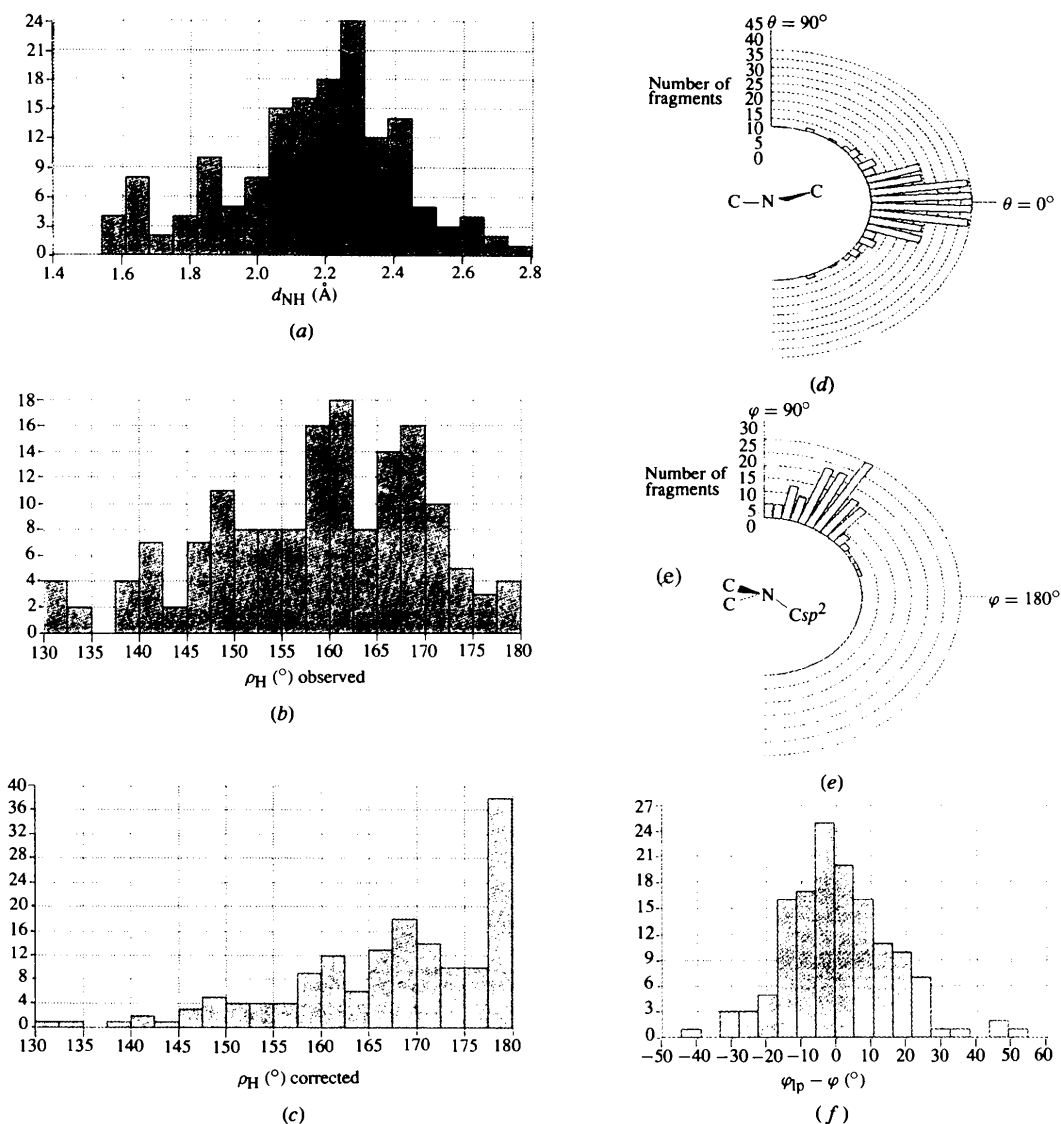 24
21
18
15
12
9
6
3
0
1.4 1.6 1.8 2.0 2.2 2.4 2.6 2.8
d_NH (Å)
(a)
18
16
14
12
10
8
6
4
2
0
130 135 140 145 150 155 160 165 170 175 180
ρ_H (°) observed
(b)
40
36
32
28
24
20
16
12
8
4
0
130 135 140 145 150 155 160 165 170 175 180
ρ_H (°) corrected
(c)
45 θ = 90°
40
35
30
25
20
15
10
5
0
Number of
fragments
C–N C
θ = 0°
(d)
φ = 90°
30
25
20
15
10
5
0
Number of
fragments
(e)
C
C N
Csp²
φ = 180°
(e)
27
24
21
18
15
12
9
6
3
0
−50 −40 −30 −20 −10 0 10 20 30 40 50 60
φ_lp − φ (°)
(f)